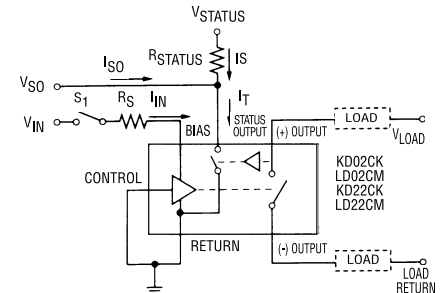 VSTATUS
RSTATUS
IS
ISO
VSO
S1
RS
IIN
IT
VIN
BIAS
STATUS
OUTPUT
(+) OUTPUT
LOAD
VLOAD
CONTROL
KD02CK
LD02CM
KD22CK
LD22CM
RETURN
(-) OUTPUT
LOAD
LOAD
RETURN